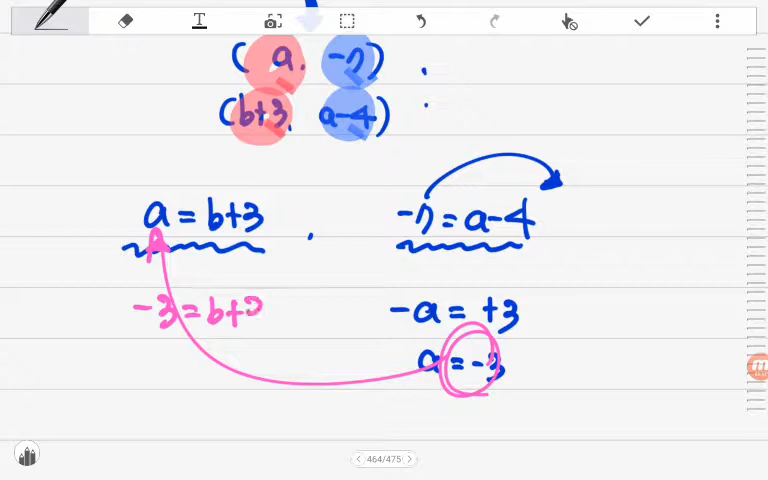 (a, -7)
(b+3, a-4)
a=b+3, -7=a-4
-3=b+3 -a=+3
a=-3
464/475